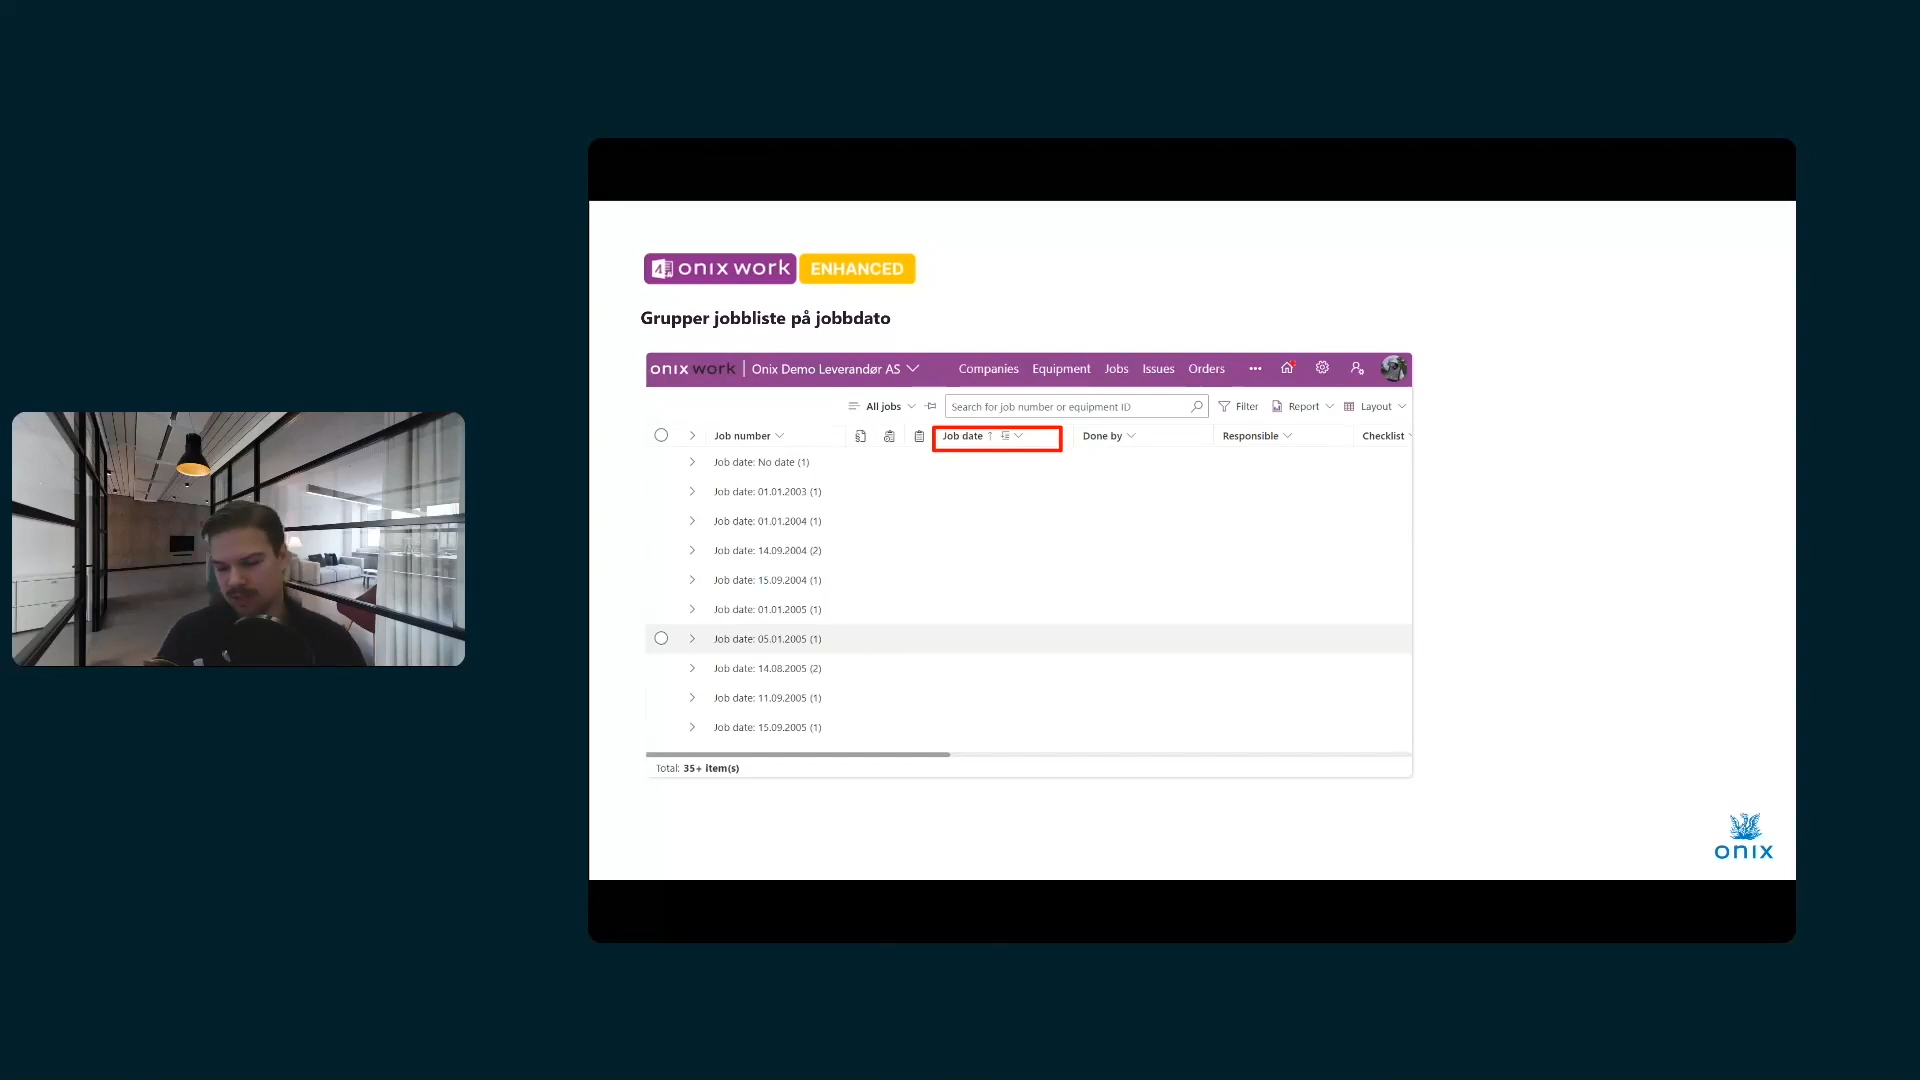 onix work ENHANCED
Grupper jobbliste på jobbdato
onix work | Onix Demo Leverandør AS Companies Equipment Jobs Issues Orders
All jobs Search for job number or equipment ID Filter Report Layout
Job number Job date Done by Responsible Checklist
Job date: No date (1)
Job date: 01.01.2003 (1)
Job date: 01.01.2004 (1)
Job date: 14.09.2004 (2)
Job date: 15.09.2004 (1)
Job date: 01.01.2005 (1)
Job date: 05.01.2005 (1)
Job date: 14.08.2005 (2)
Job date: 11.09.2005 (1)
Job date: 15.09.2005 (1)
Total: 35+ item(s)
onix